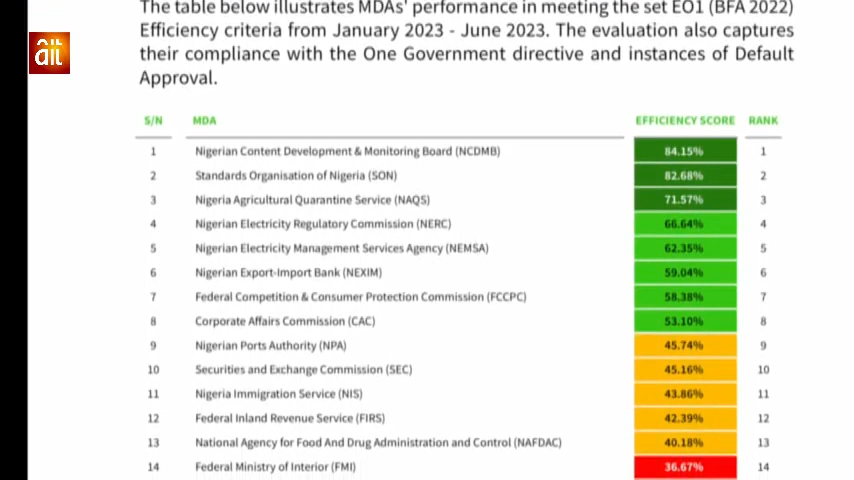 The table below illustrates MDAs' performance in meeting the set EO1 (BFA 2022)
Efficiency criteria from January 2023 - June 2023. The evaluation also captures
their compliance with the One Government directive and instances of Default
Approval.
ait
S/N MDA EFFICIENCY SCORE RANK
1 Nigerian Content Development & Monitoring Board (NCDMB) 84.15% 1
2 Standards Organisation of Nigeria (SON) 82.68% 2
3 Nigeria Agricultural Quarantine Service (NAQS) 71.57% 3
4 Nigerian Electricity Regulatory Commission (NERC) 66.64% 4
5 Nigerian Electricity Management Services Agency (NEMSA) 62.35% 5
6 Nigerian Export-Import Bank (NEXIM) 59.04% 6
7 Federal Competition & Consumer Protection Commission (FCCPC) 58.38% 7
8 Corporate Affairs Commission (CAC) 53.10% 8
9 Nigerian Ports Authority (NPA) 45.74% 9
10 Securities and Exchange Commission (SEC) 45.16% 10
11 Nigeria Immigration Service (NIS) 43.86% 11
12 Federal Inland Revenue Service (FIRS) 42.39% 12
13 National Agency for Food And Drug Administration and Control (NAFDAC) 40.18% 13
14 Federal Ministry of Interior (FMI) 36.67% 14